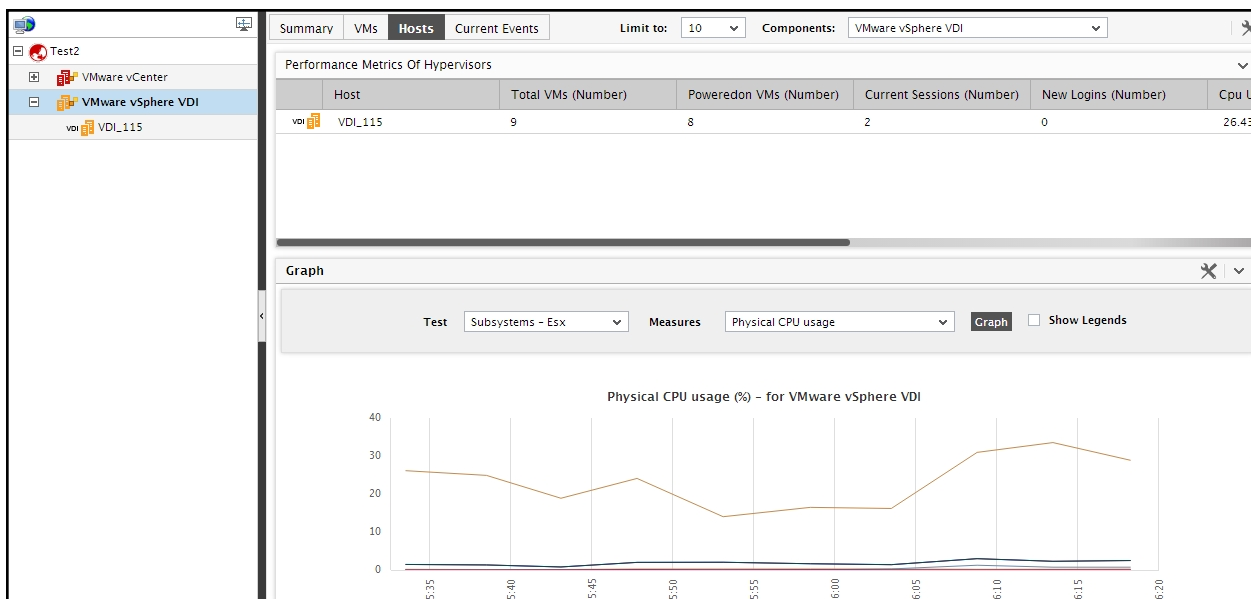 Summary VMs Hosts Current Events Limit to: 10 Components: VMware vSphere VDI
Test2
VMware vCenter
VMware vSphere VDI
VDI VDI_115
Performance Metrics Of Hypervisors
Host Total VMs (Number) Poweredon VMs (Number) Current Sessions (Number) New Logins (Number) Cpu U
VDI VDI_115 9 8 2 0 26.43
Graph
Test Subsystems - Esx Measures Physical CPU usage Graph Show Legends
Physical CPU usage (%) - for VMware vSphere VDI
40
30
20
10
0
5:35 5:40 5:45 5:50 5:55 6:00 6:05 6:10 6:15 6:20